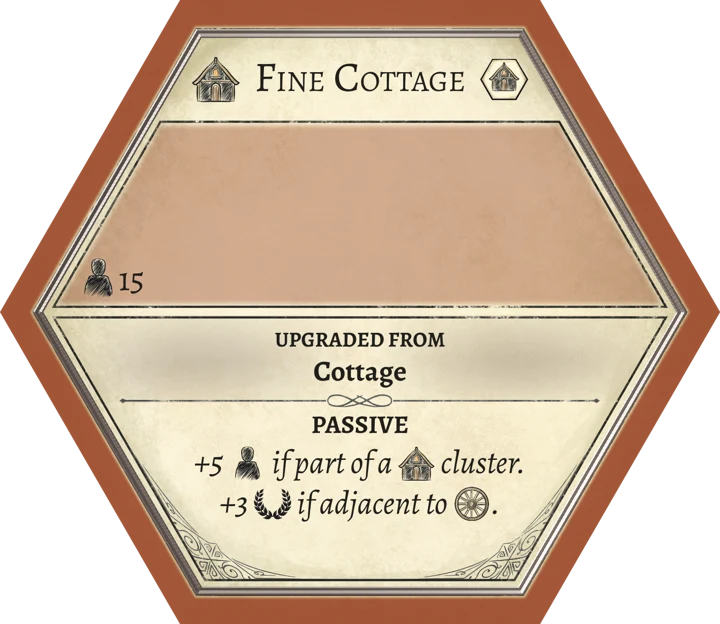 Fine Cottage
15
UPGRADED FROM
Cottage
PASSIVE
+5 if part of a cluster.
+3 if adjacent to .